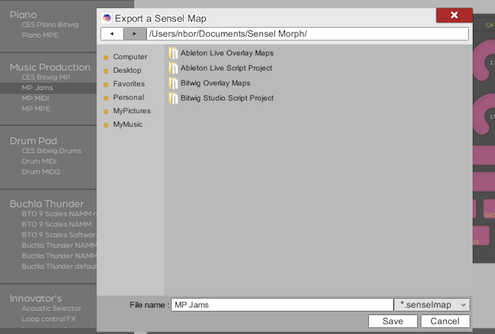 Piano
CES Piano Bitwig
Piano MPE
Music Production
CES Bitwig MP
MP Jams
MP MIDI
MP MPE
Drum Pad
CES Bitwig Drums
Drum MIDI
Drum MIDI2
Buchla Thunder
BTO 9 Scales NAMM
BTO 9 Scales NAMM
BTO 9 Scales Software
Buchla Thunder NAMM
Buchla Thunder NAMM
Buchla Thunder default
Innovator's
Acoustic Selector
Loop control FX
Export a Sensel Map
/Users/nbor/Documents/Sensel Morph/
Computer
Desktop
Favorites
Personal
MyPictures
MyMusic
Ableton Live Overlay Maps
Ableton Live Script Project
Bitwig Overlay Maps
Bitwig Studio Script Project
File name :
MP Jams
*.senselmap
Save
Cancel